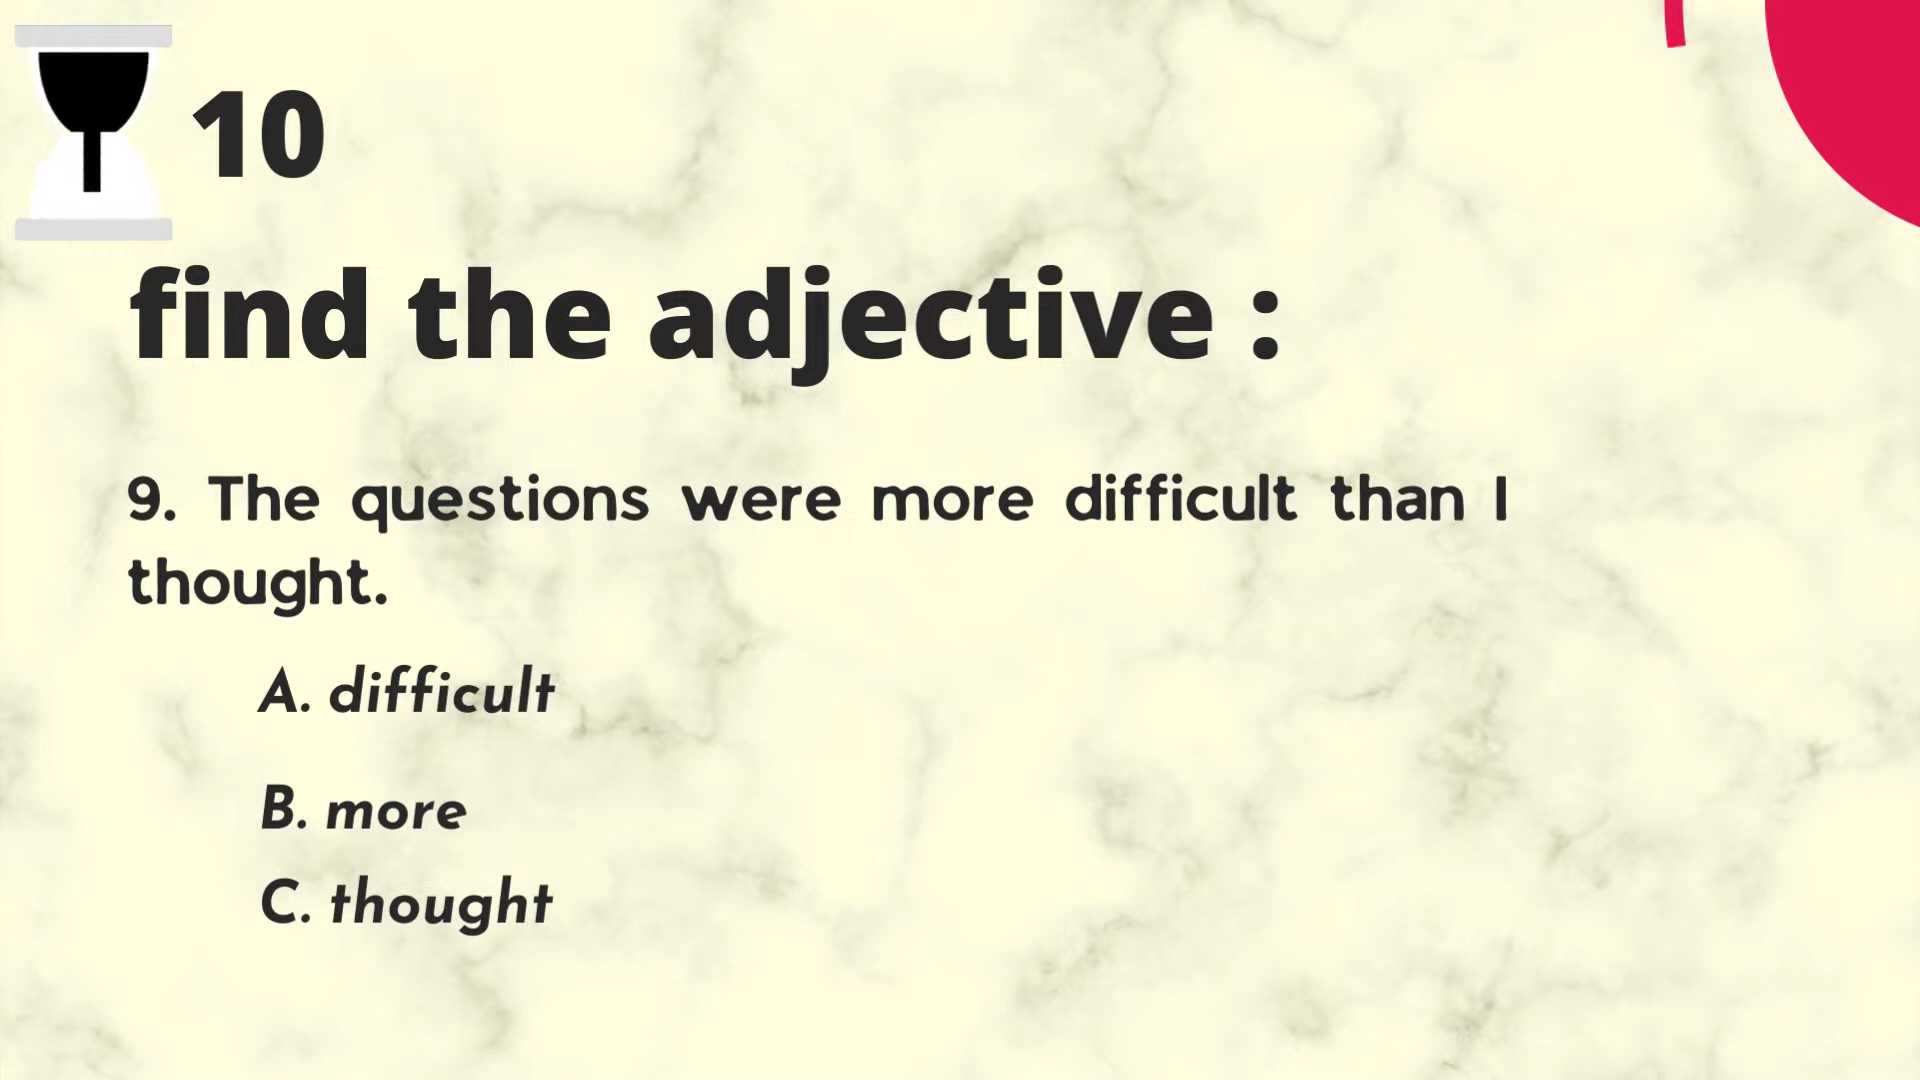 10
find the adjective :
9. The questions were more difficult than I
thought.
A. difficult
B. more
C. thought